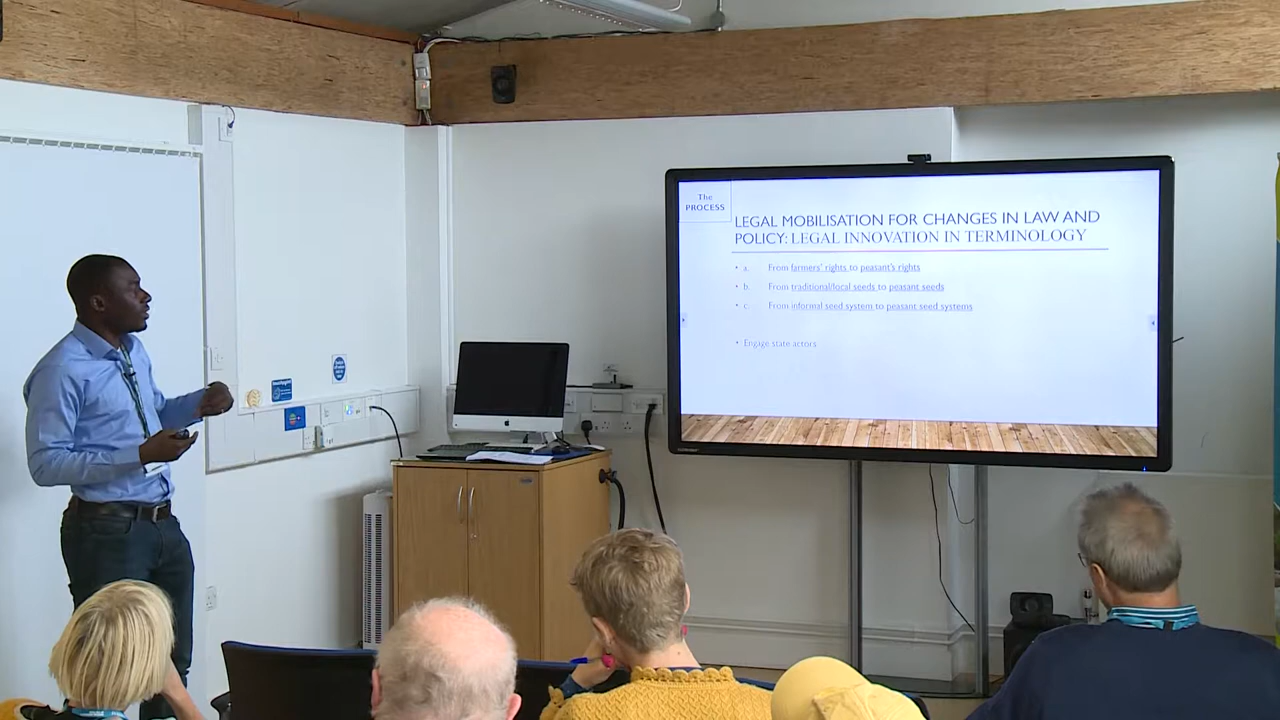 The
PROCESS
LEGAL MOBILISATION FOR CHANGES IN LAW AND
POLICY: LEGAL INNOVATION IN TERMINOLOGY
• a. From farmers' rights to peasant's rights
• b. From traditional/local seeds to peasant seeds
• c. From informal seed system to peasant seed systems
• Engage state actors